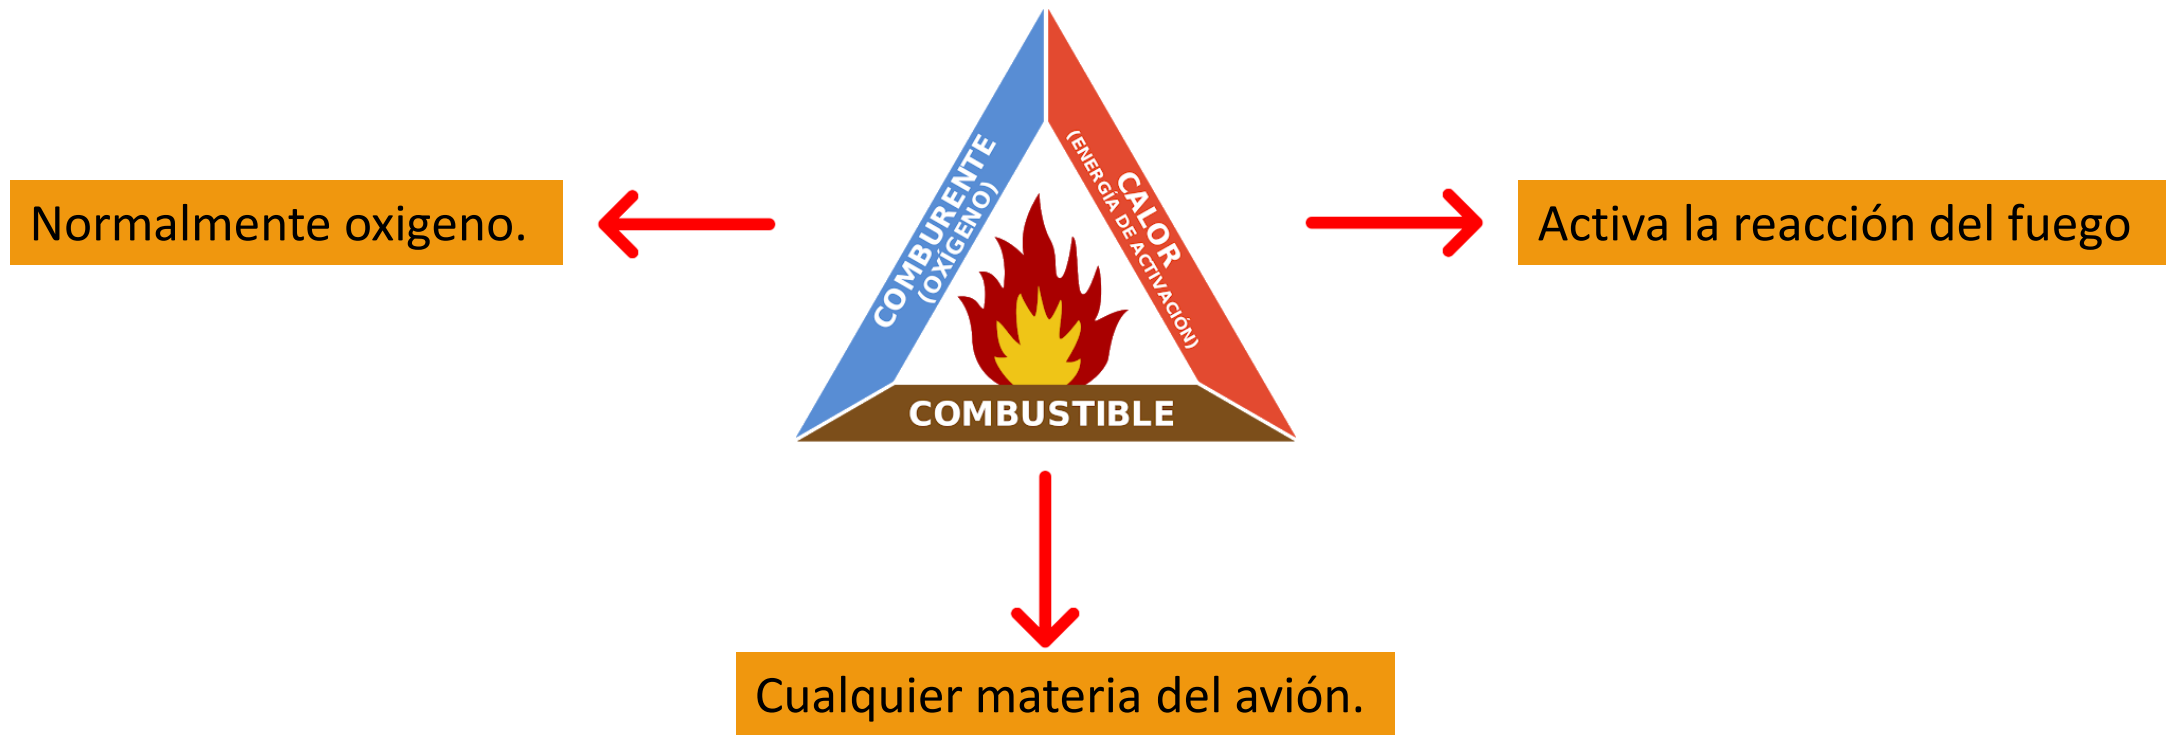 COMBURENTE
(OXÍGENO)
CALOR
(ENERGÍA DE ACTIVACIÓN)
Normalmente oxigeno.
Activa la reacción del fuego
COMBUSTIBLE
Cualquier materia del avión.